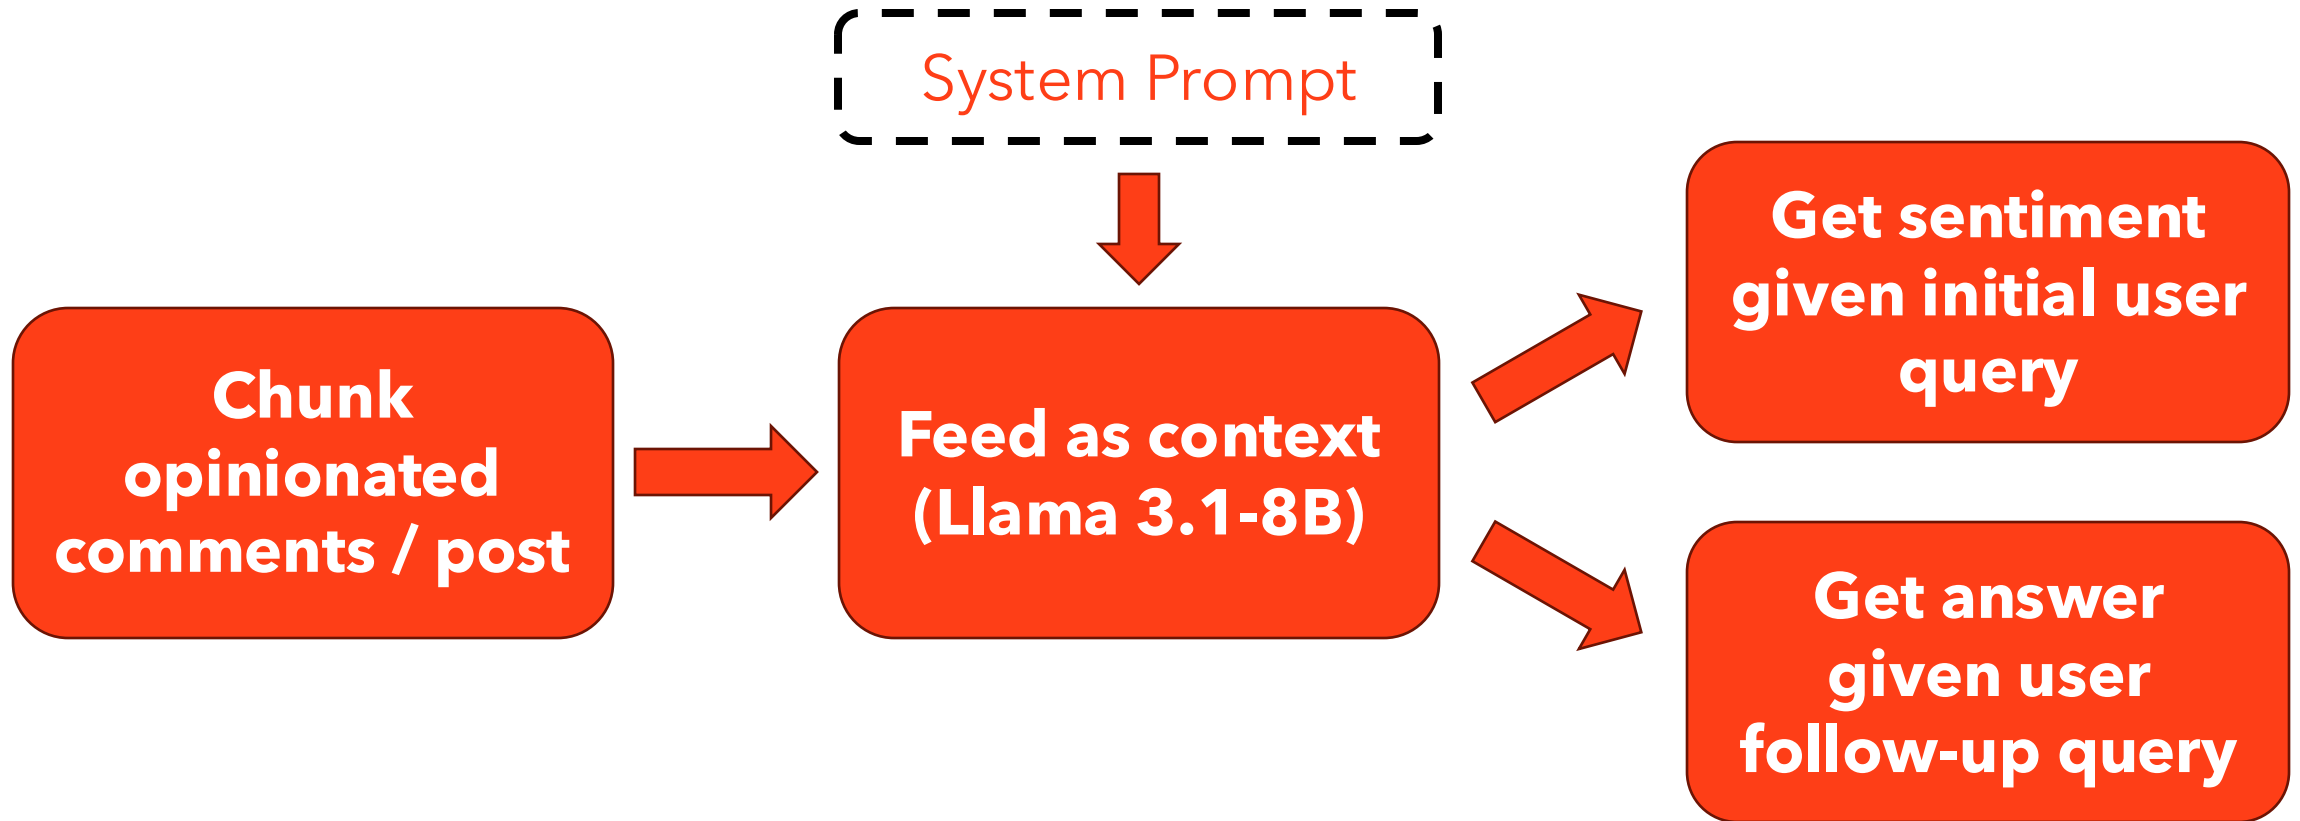 System Prompt
Chunk
opinionated
comments / post
Feed as context
(Llama 3.1-8B)
Get sentiment
given initial user
query
Get answer
given user
follow-up query